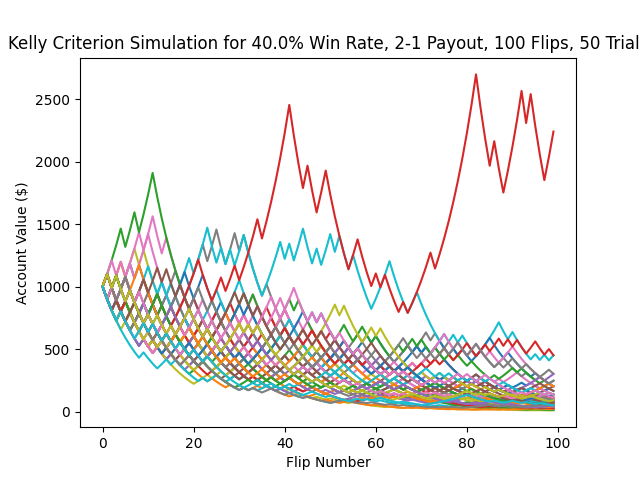 Kelly Criterion Simulation for 40.0% Win Rate, 2-1 Payout, 100 Flips, 50 Trial
Account Value ($)
2500
2000
1500
1000
500
0
0 20 40 60 80 100
Flip Number